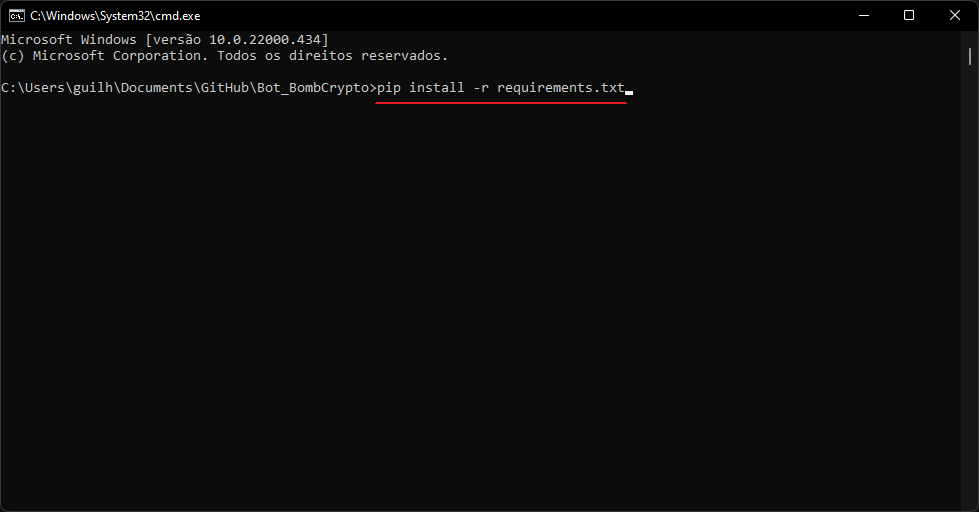 C:\Windows\System32\cmd.exe
Microsoft Windows [versão 10.0.22000.434]
(c) Microsoft Corporation. Todos os direitos reservados.
C:\Users\guilh\Documents\GitHub\Bot_BombCrypto>pip install -r requirements.txt